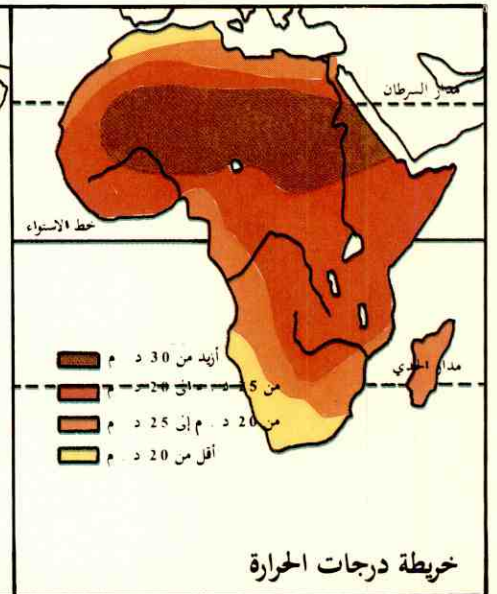 مدار السرطان
خط الاستواء
أزيد من 30 د . م
مدار الجدي
من 25 د . م إلى
من 20 د . م إلى 25 د . م
أقل من 20 د . م
خريطة درجات الحرارة